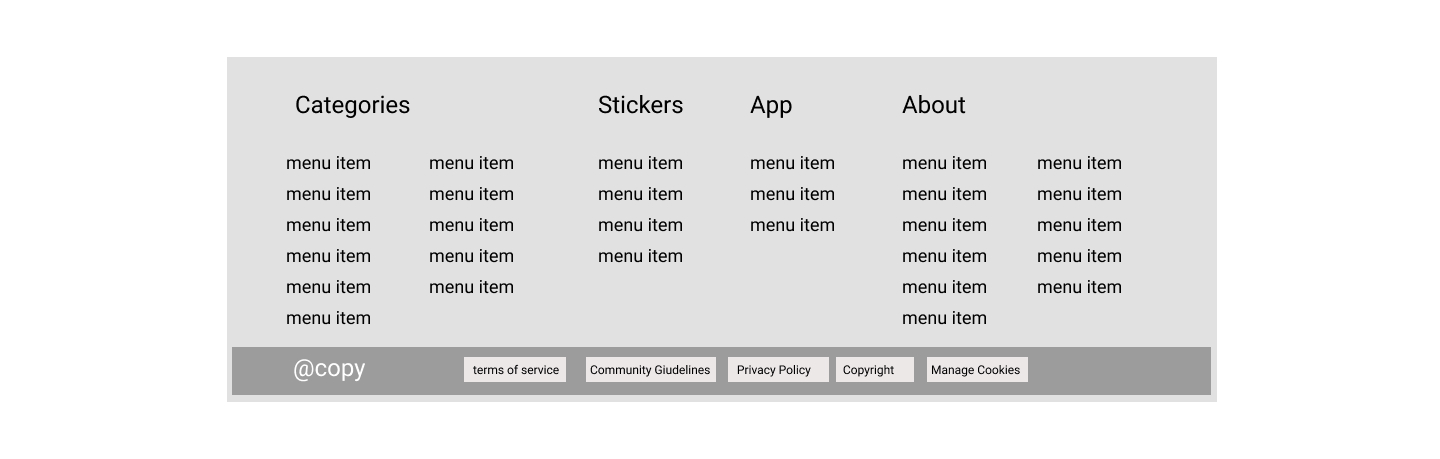 Categories Stickers App About
menu item menu item menu item menu item menu item menu item
menu item menu item menu item menu item menu item menu item
menu item menu item menu item menu item menu item menu item
menu item menu item menu item menu item menu item
menu item menu item menu item menu item
menu item menu item
@copy terms of service Community Giudelines Privacy Policy Copyright Manage Cookies